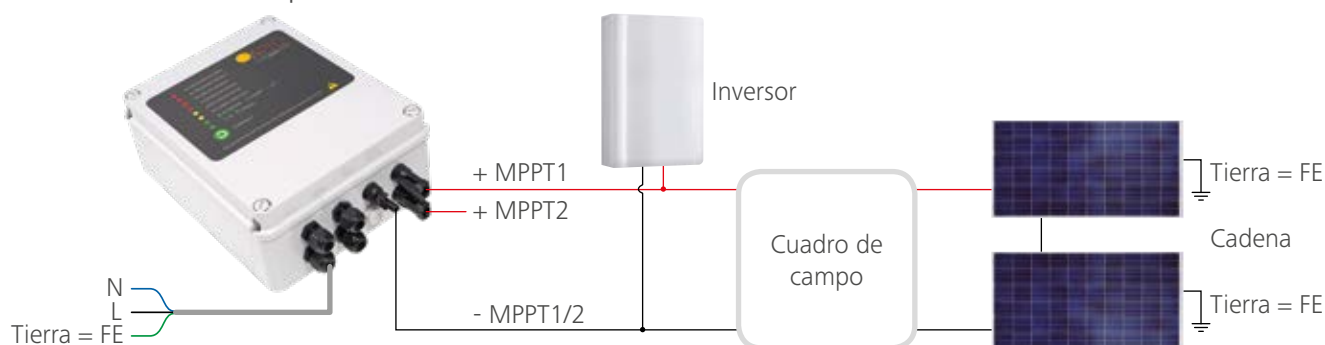 Inversor
+ MPPT1
+ MPPT2
Tierra = FE
Cuadro de
campo
Cadena
N
L
Tierra = FE
- MPPT1/2
Tierra = FE